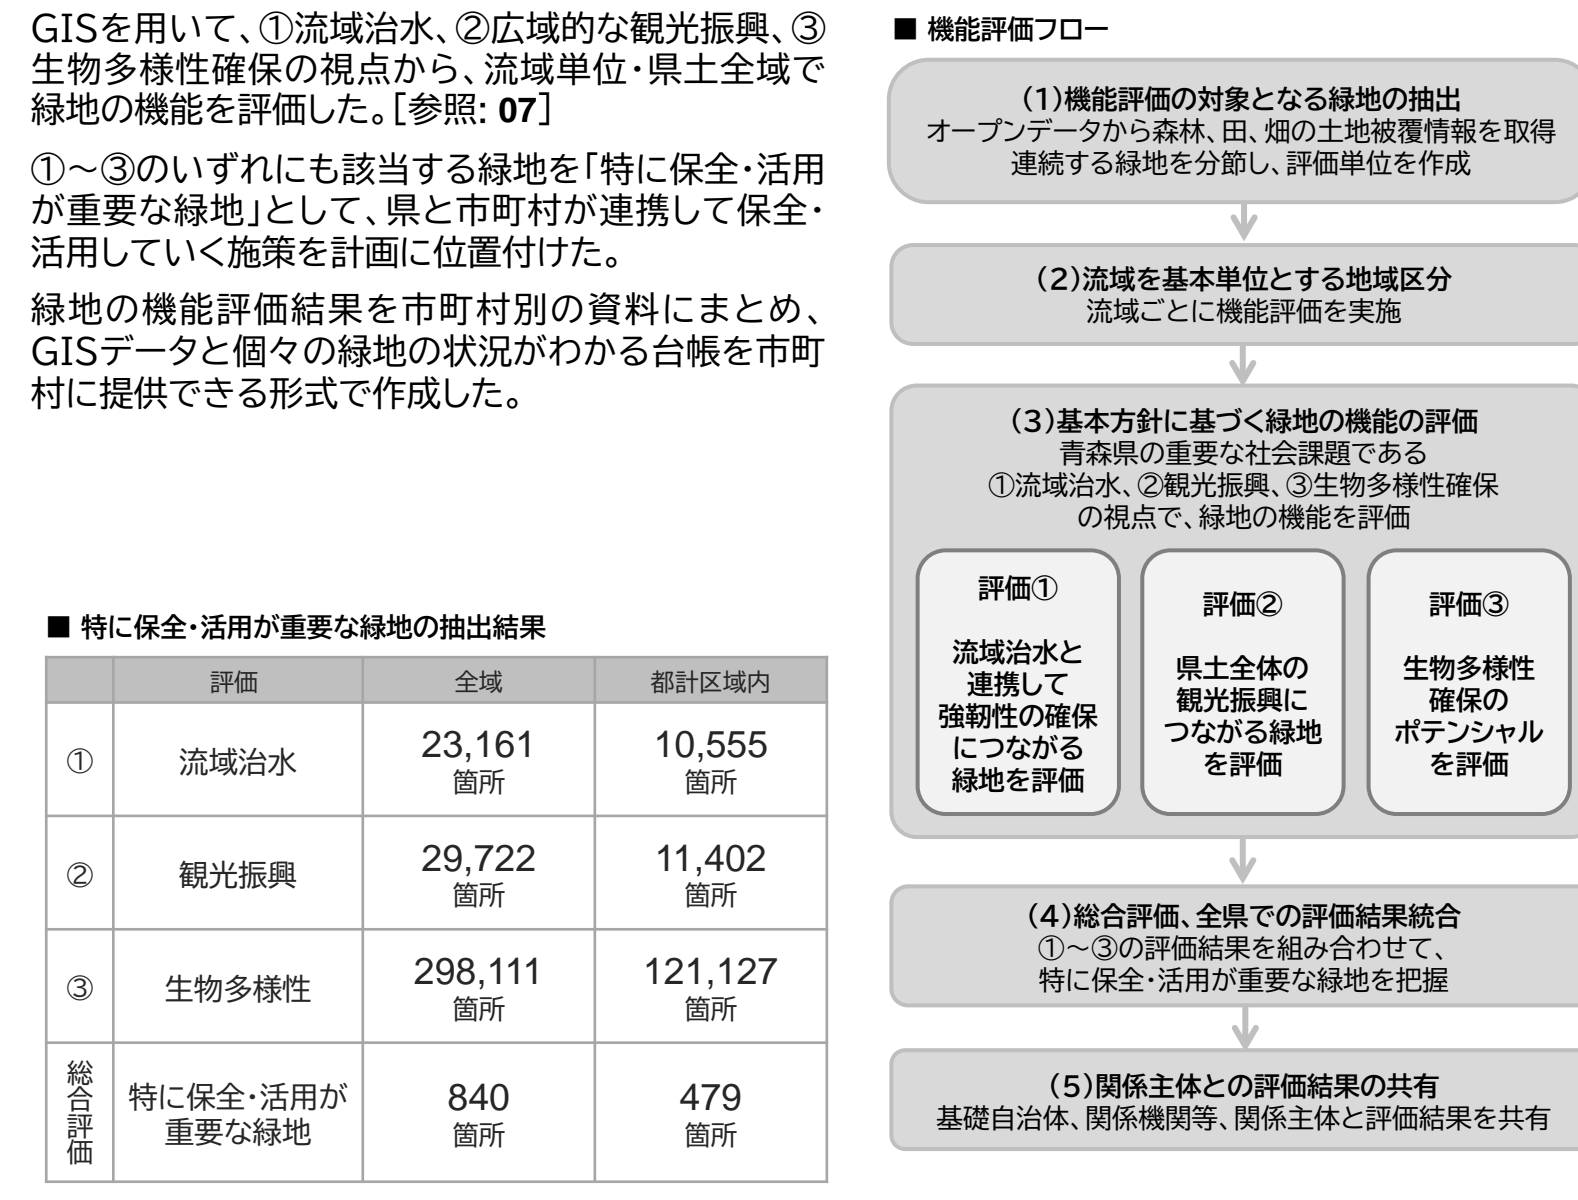 GISを用いて、①流域治水、②広域的な観光振興、③
生物多様性確保の視点から、流域単位・県土全域で
緑地の機能を評価した。［参照: 07］
①～③のいずれにも該当する緑地を「特に保全・活用
が重要な緑地」として、県と市町村が連携して保全・
活用していく施策を計画に位置付けた。
緑地の機能評価結果を市町村別の資料にまとめ、
GISデータと個々の緑地の状況がわかる台帳を市町
村に提供できる形式で作成した。
■ 特に保全・活用が重要な緑地の抽出結果
評価 全域 都計区域内
① 流域治水 23,161 箇所 10,555 箇所
② 観光振興 29,722 箇所 11,402 箇所
③ 生物多様性 298,111 箇所 121,127 箇所
総合評価 特に保全・活用が 重要な緑地 840 箇所 479 箇所
■ 機能評価フロー
（１）機能評価の対象となる緑地の抽出
オープンデータから森林、田、畑の土地被覆情報を取得
連続する緑地を分節し、評価単位を作成
（２）流域を基本単位とする地域区分
流域ごとに機能評価を実施
（３）基本方針に基づく緑地の機能の評価
青森県の重要な社会課題である
①流域治水、②観光振興、③生物多様性確保
の視点で、緑地の機能を評価
評価①
流域治水と
連携して
強靭性の確保
につながる
緑地を評価
評価②
県土全体の
観光振興に
つながる緑地
を評価
評価③
生物多様性
確保の
ポテンシャル
を評価
（４）総合評価、全県での評価結果統合
①～③の評価結果を組み合わせて、
特に保全・活用が重要な緑地を把握
（５）関係主体との評価結果の共有
基礎自治体、関係機関等、関係主体と評価結果を共有